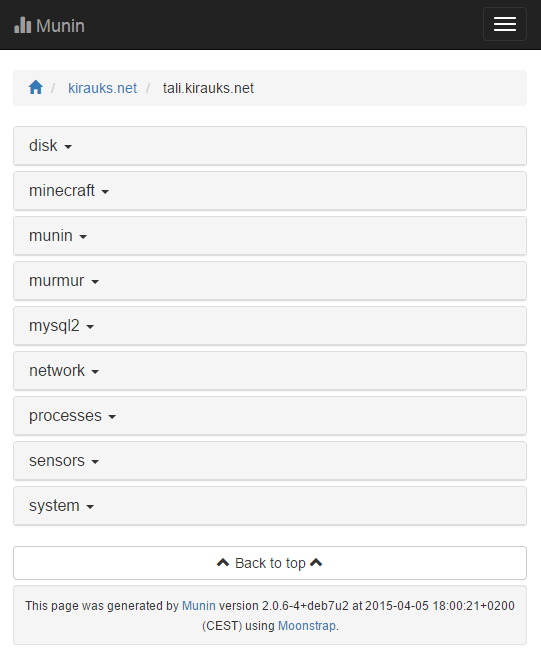 Munin
/ kirauks.net / tali.kirauks.net
disk
minecraft
munin
murmur
mysql2
network
processes
sensors
system
Back to top
This page was generated by Munin version 2.0.6-4+deb7u2 at 2015-04-05 18:00:21+0200
(CEST) using Moonstrap.